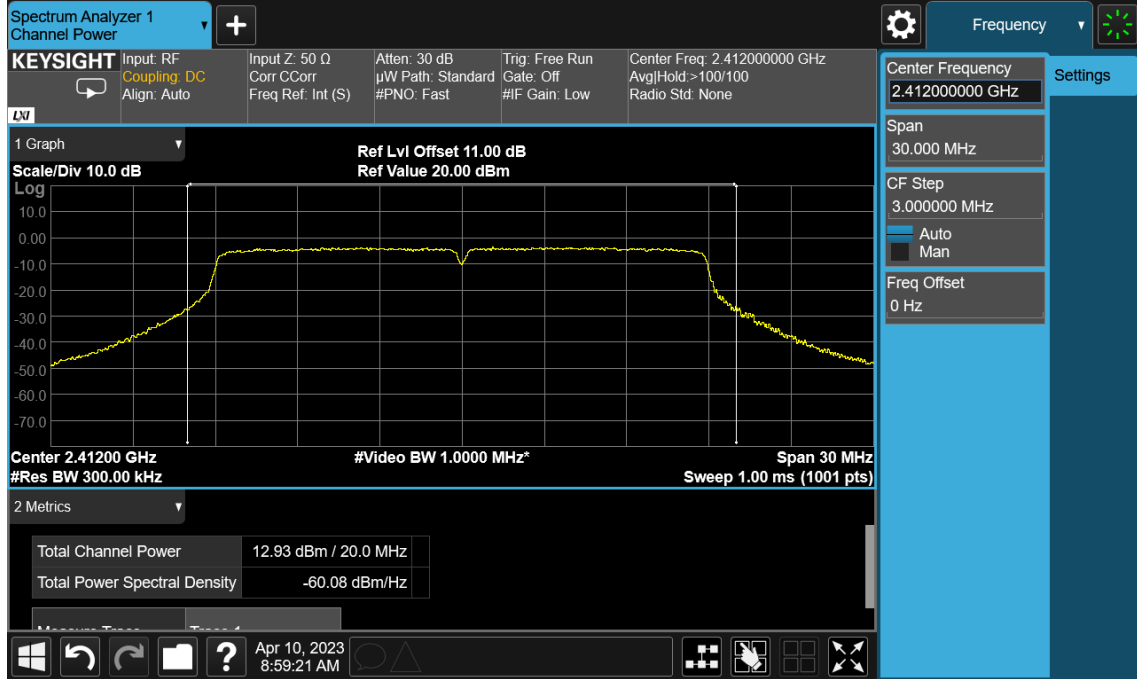 Spectrum Analyzer 1
Channel Power
Frequency
KEYSIGHT
LXI
Input: RF
Coupling: DC
Align: Auto
Input Z: 50 Ω
Corr CCorr
Freq Ref: Int (S)
Atten: 30 dB
µW Path: Standard
#PNO: Fast
Trig: Free Run
Gate: Off
#IF Gain: Low
Center Freq: 2.412000000 GHz
Avg|Hold:>100/100
Radio Std: None
Center Frequency
2.412000000 GHz
Settings
Span
30.000 MHz
CF Step
3.000000 MHz
Auto
Man
Freq Offset
0 Hz
1 Graph
Scale/Div 10.0 dB
Ref Lvl Offset 11.00 dB
Ref Value 20.00 dBm
Log
10.0
0.00
-10.0
-20.0
-30.0
-40.0
-50.0
-60.0
-70.0
Center 2.41200 GHz
#Video BW 1.0000 MHz*
Span 30 MHz
#Res BW 300.00 kHz
Sweep 1.00 ms (1001 pts)
2 Metrics
Total Channel Power 12.93 dBm / 20.0 MHz
Total Power Spectral Density -60.08 dBm/Hz
Measure Trace Trace 1
?
Apr 10, 2023
8:59:21 AM